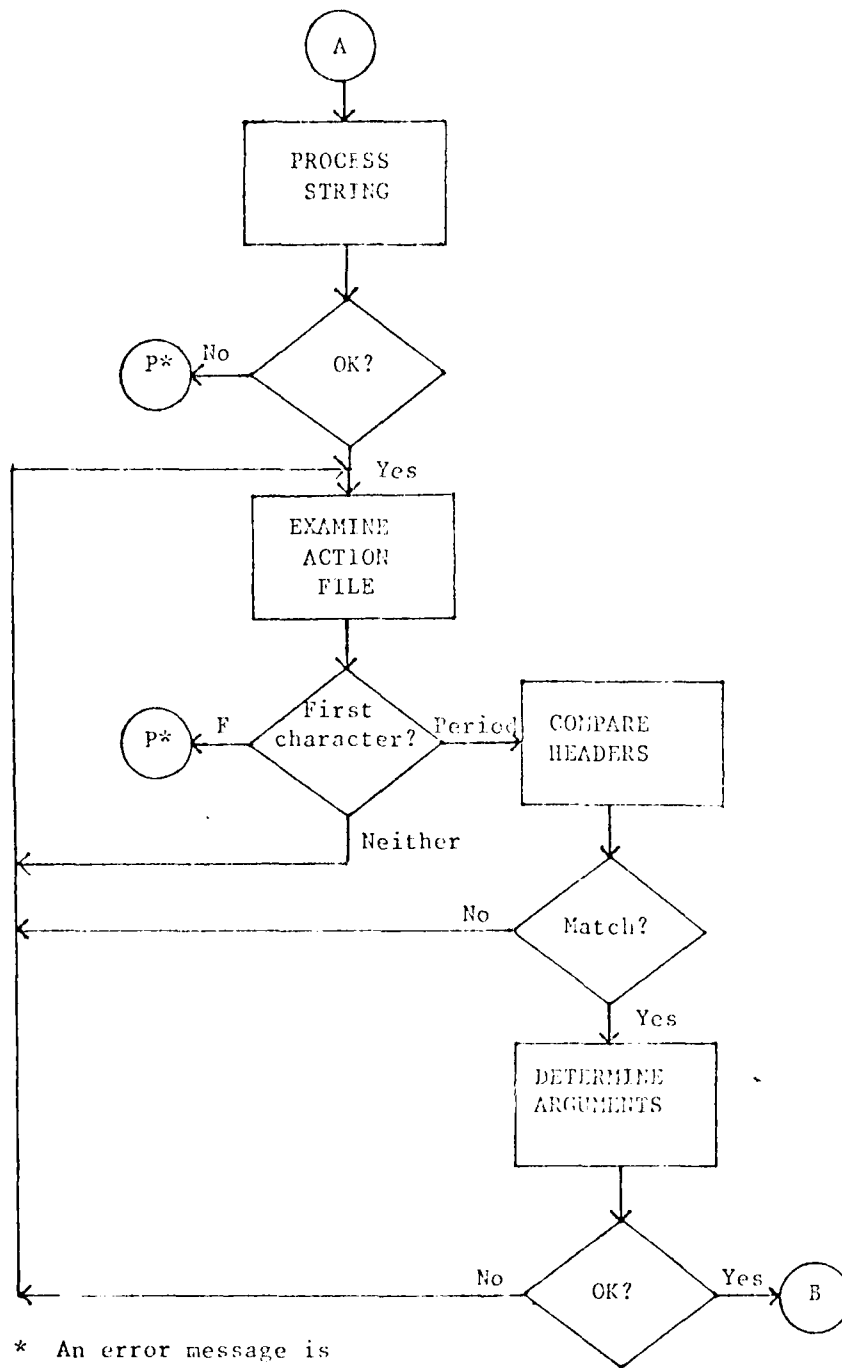 A
PROCESS
STRING
P*
No
OK?
Yes
EXAMINE
ACTION
FILE
P*
F
First
character?
Period
COMPARE
HEADERS
Neither
No
Match?
Yes
DETERMINE
ARGUMENTS
No
OK?
Yes
B
* An error message is